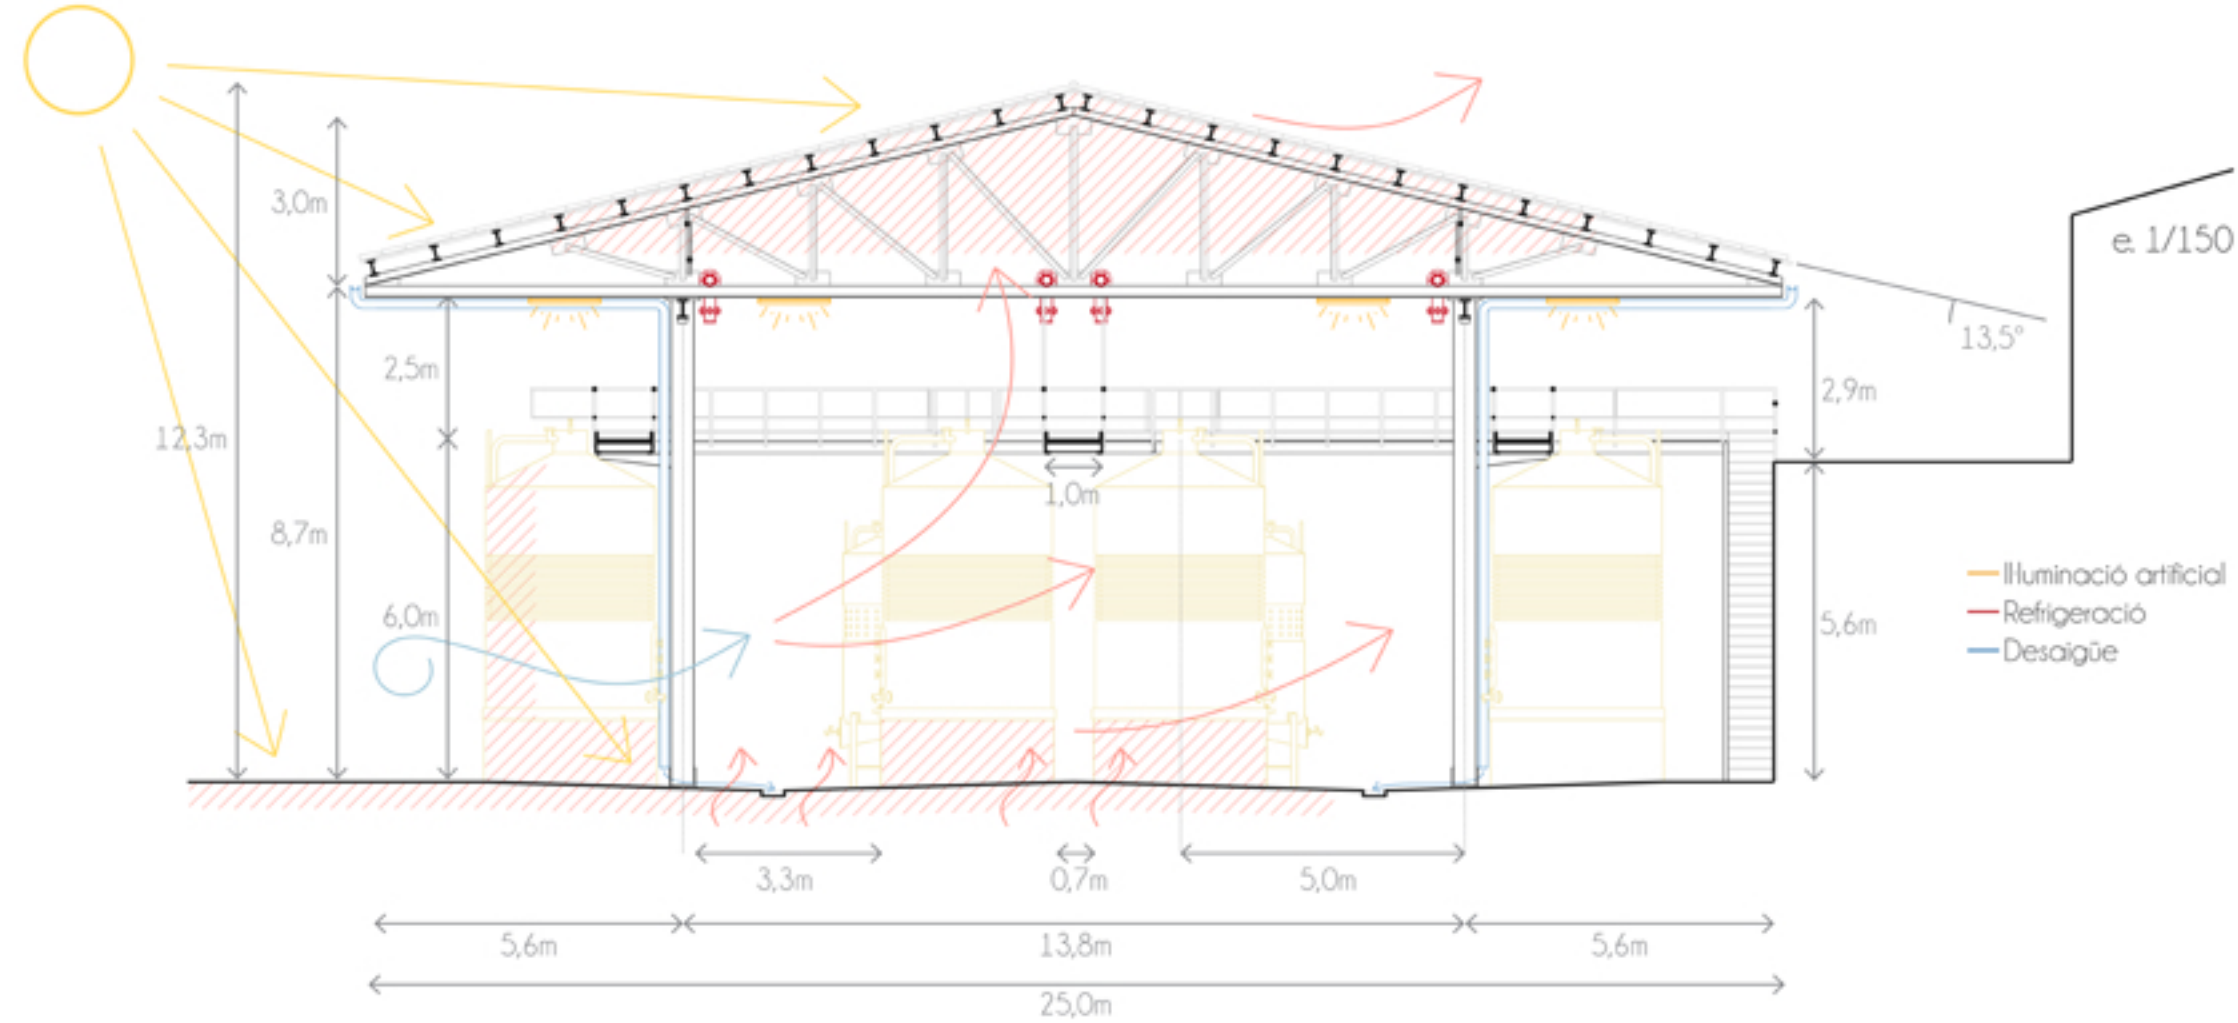 3,0m
e. 1/150
13,5°
2,5m
2,9m
12,3m
1,0m
8,7m
Il·luminació artificial
6,0m
5,6m
Refrigeració
Desaigüe
3,3m
0,7m
5,0m
5,6m
13,8m
5,6m
25,0m